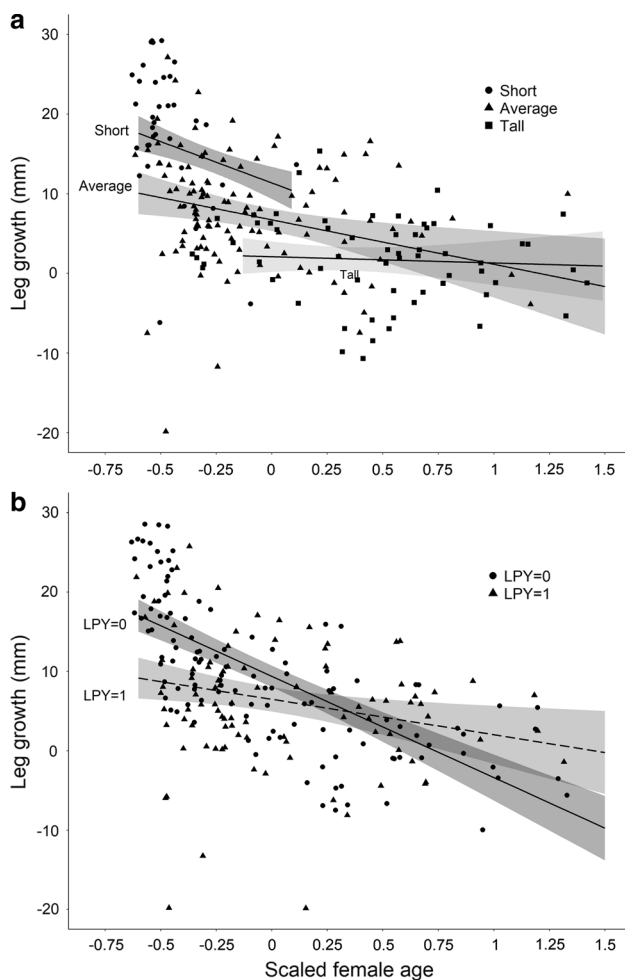 a
30
20
10
0
-10
-20
Leg growth (mm)
Short
Average
Tall
Short
Average
Tall
-0.75 -0.5 -0.25 0 0.25 0.5 0.75 1 1.25 1.5
b
30
20
10
0
-10
-20
Leg growth (mm)
LPY=0
LPY=1
LPY=0
LPY=1
-0.75 -0.5 -0.25 0 0.25 0.5 0.75 1 1.25 1.5
Scaled female age